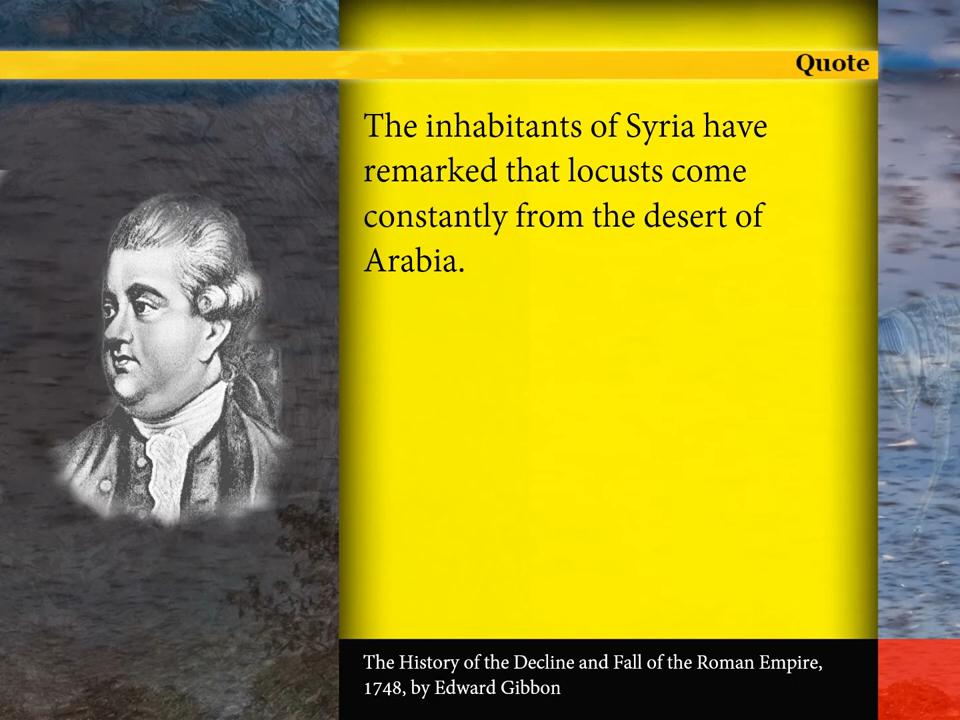 Quote
The inhabitants of Syria have
remarked that locusts come
constantly from the desert of
Arabia.
The History of the Decline and Fall of the Roman Empire,
1748, by Edward Gibbon